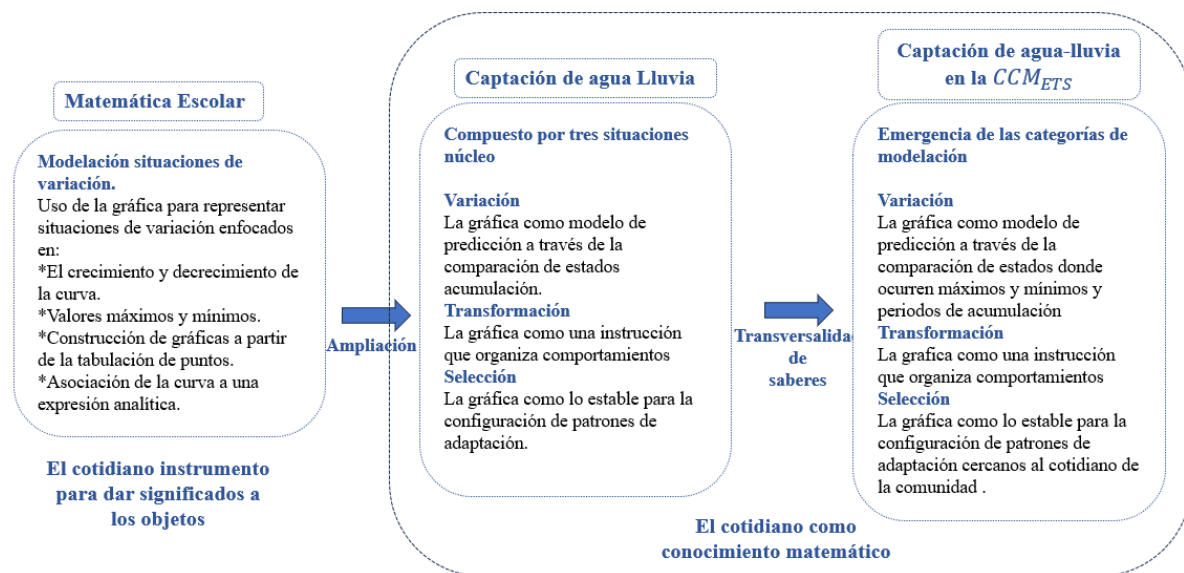 Matemática Escolar
Modelación situaciones de
variación.
Uso de la gráfica para representar
situaciones de variación enfocados
en:
*El crecimiento y decrecimiento de
la curva.
*Valores máximos y mínimos.
*Construcción de gráficas a partir
de la tabulación de puntos.
*Asociación de la curva a una
expresión analítica.
El cotidiano instrumento
para dar significados a
los objetos
Ampliación
Captación de agua Lluvia
Compuesto por tres situaciones
núcleo
Variación
La gráfica como modelo de
predicción a través de la
comparación de estados
acumulación.
Transformación
La gráfica como una instrucción
que organiza comportamientos
Selección
La gráfica como lo estable para la
configuración de patrones de
adaptación.
Transversalidad
de
saberes
Captación de agua-lluvia
en la CCM_ETS
Emergencia de las categorías de
modelación
Variación
La gráfica como modelo de
predicción a través de la
comparación de estados donde
ocurren máximos y mínimos y
periodos de acumulación
Transformación
La grafica como una instrucción
que organiza comportamientos
Selección
La gráfica como lo estable para la
configuración de patrones de
adaptación cercanos al cotidiano de
la comunidad .
El cotidiano como
conocimiento matemático